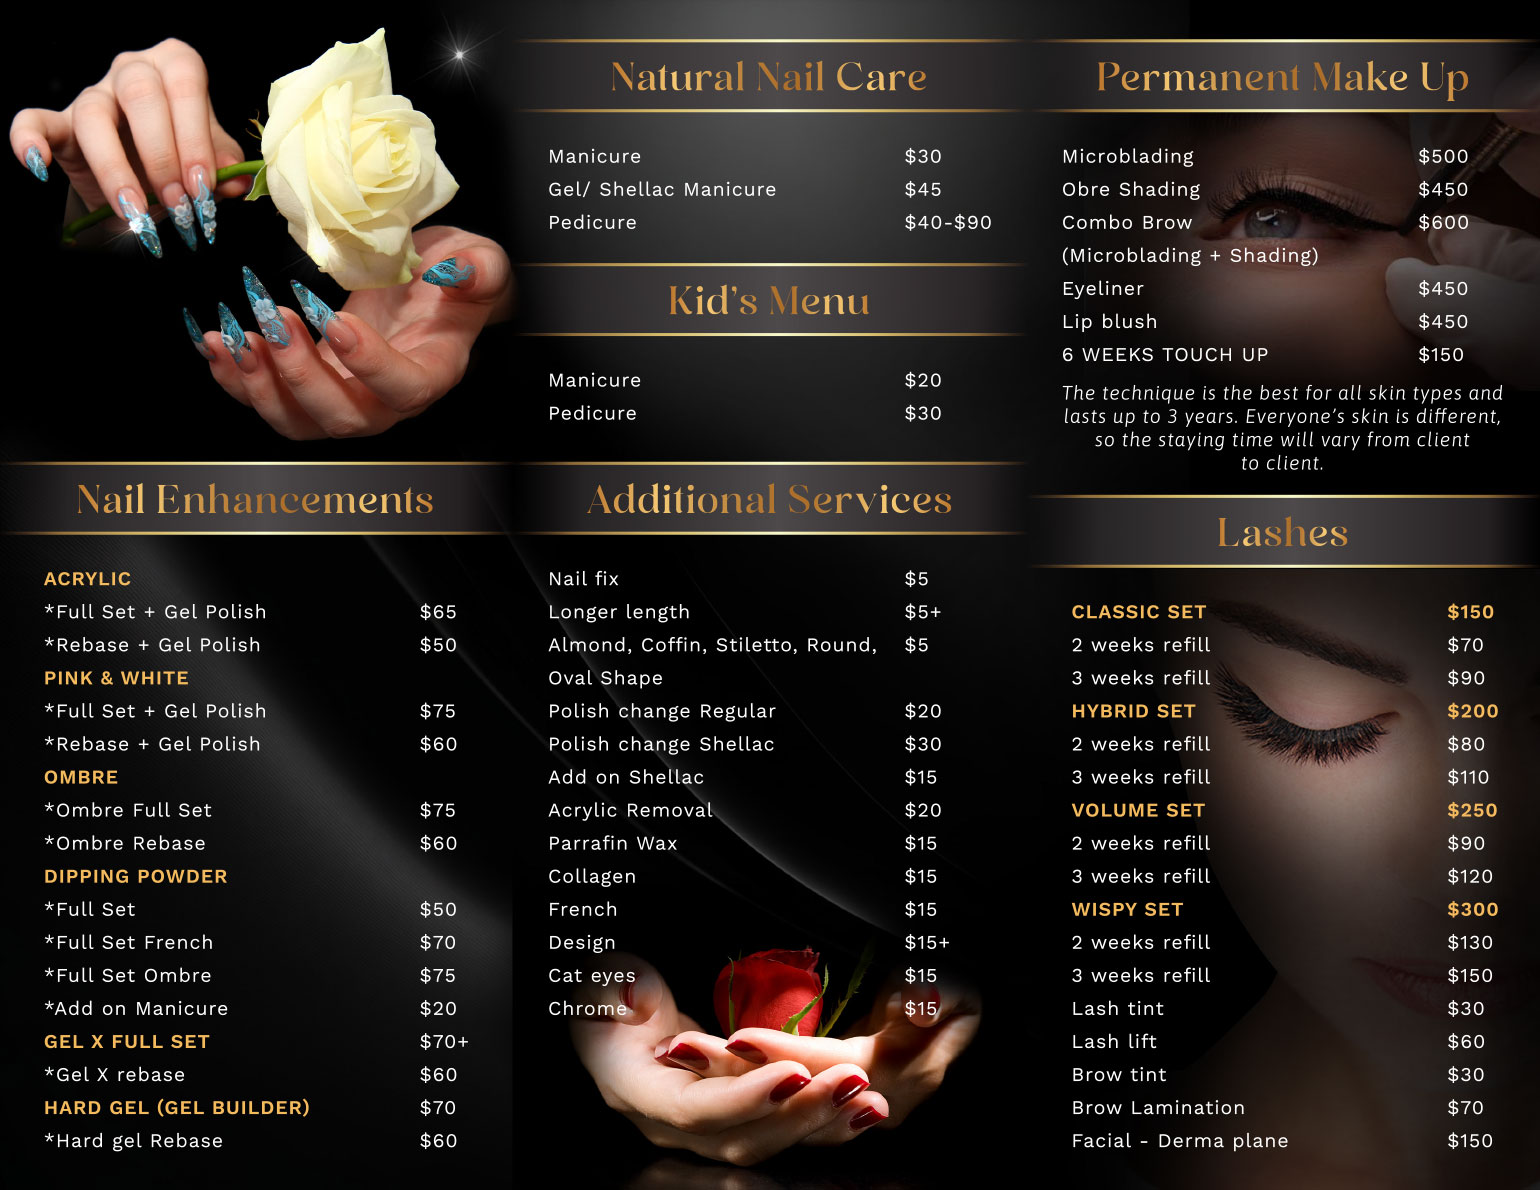 Natural Nail Care
Manicure $30
Gel/ Shellac Manicure $45
Pedicure $40-$90
Kid's Menu
Manicure $20
Pedicure $30
Nail Enhancements
ACRYLIC
*Full Set + Gel Polish $65
*Rebase + Gel Polish $50
PINK & WHITE
*Full Set + Gel Polish $75
*Rebase + Gel Polish $60
OMBRE
*Ombre Full Set $75
*Ombre Rebase $60
DIPPING POWDER
*Full Set $50
*Full Set French $70
*Full Set Ombre $75
*Add on Manicure $20
GEL X FULL SET $70+
*Gel X rebase $60
HARD GEL (GEL BUILDER) $70
*Hard gel Rebase $60
Additional Services
Nail fix $5
Longer length $5+
Almond, Coffin, Stiletto, Round, $5
Oval Shape
Polish change Regular $20
Polish change Shellac $30
Add on Shellac $15
Acrylic Removal $20
Parrafin Wax $15
Collagen $15
French $15
Design $15+
Cat eyes $15
Chrome $15
Permanent Make Up
Microblading $500
Obre Shading $450
Combo Brow $600
(Microblading + Shading)
Eyeliner $450
Lip blush $450
6 WEEKS TOUCH UP $150
The technique is the best for all skin types and
lasts up to 3 years. Everyone's skin is different,
so the staying time will vary from client
to client.
Lashes
CLASSIC SET $150
2 weeks refill $70
3 weeks refill $90
HYBRID SET $200
2 weeks refill $80
3 weeks refill $110
VOLUME SET $250
2 weeks refill $90
3 weeks refill $120
WISPY SET $300
2 weeks refill $130
3 weeks refill $150
Lash tint $30
Lash lift $60
Brow tint $30
Brow Lamination $70
Facial - Derma plane $150